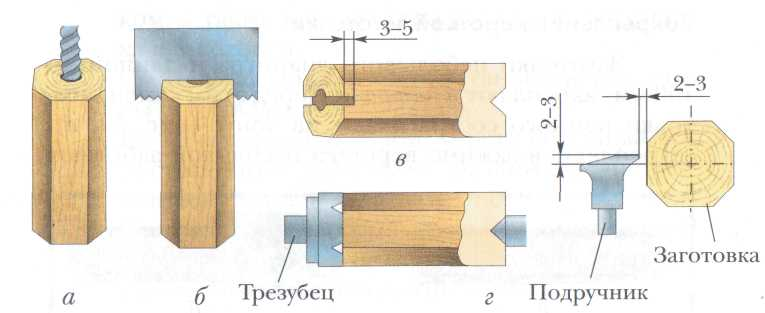 3–5
2–3
2–3
в
Заготовка
а
б
Трезубец
г
Подручник